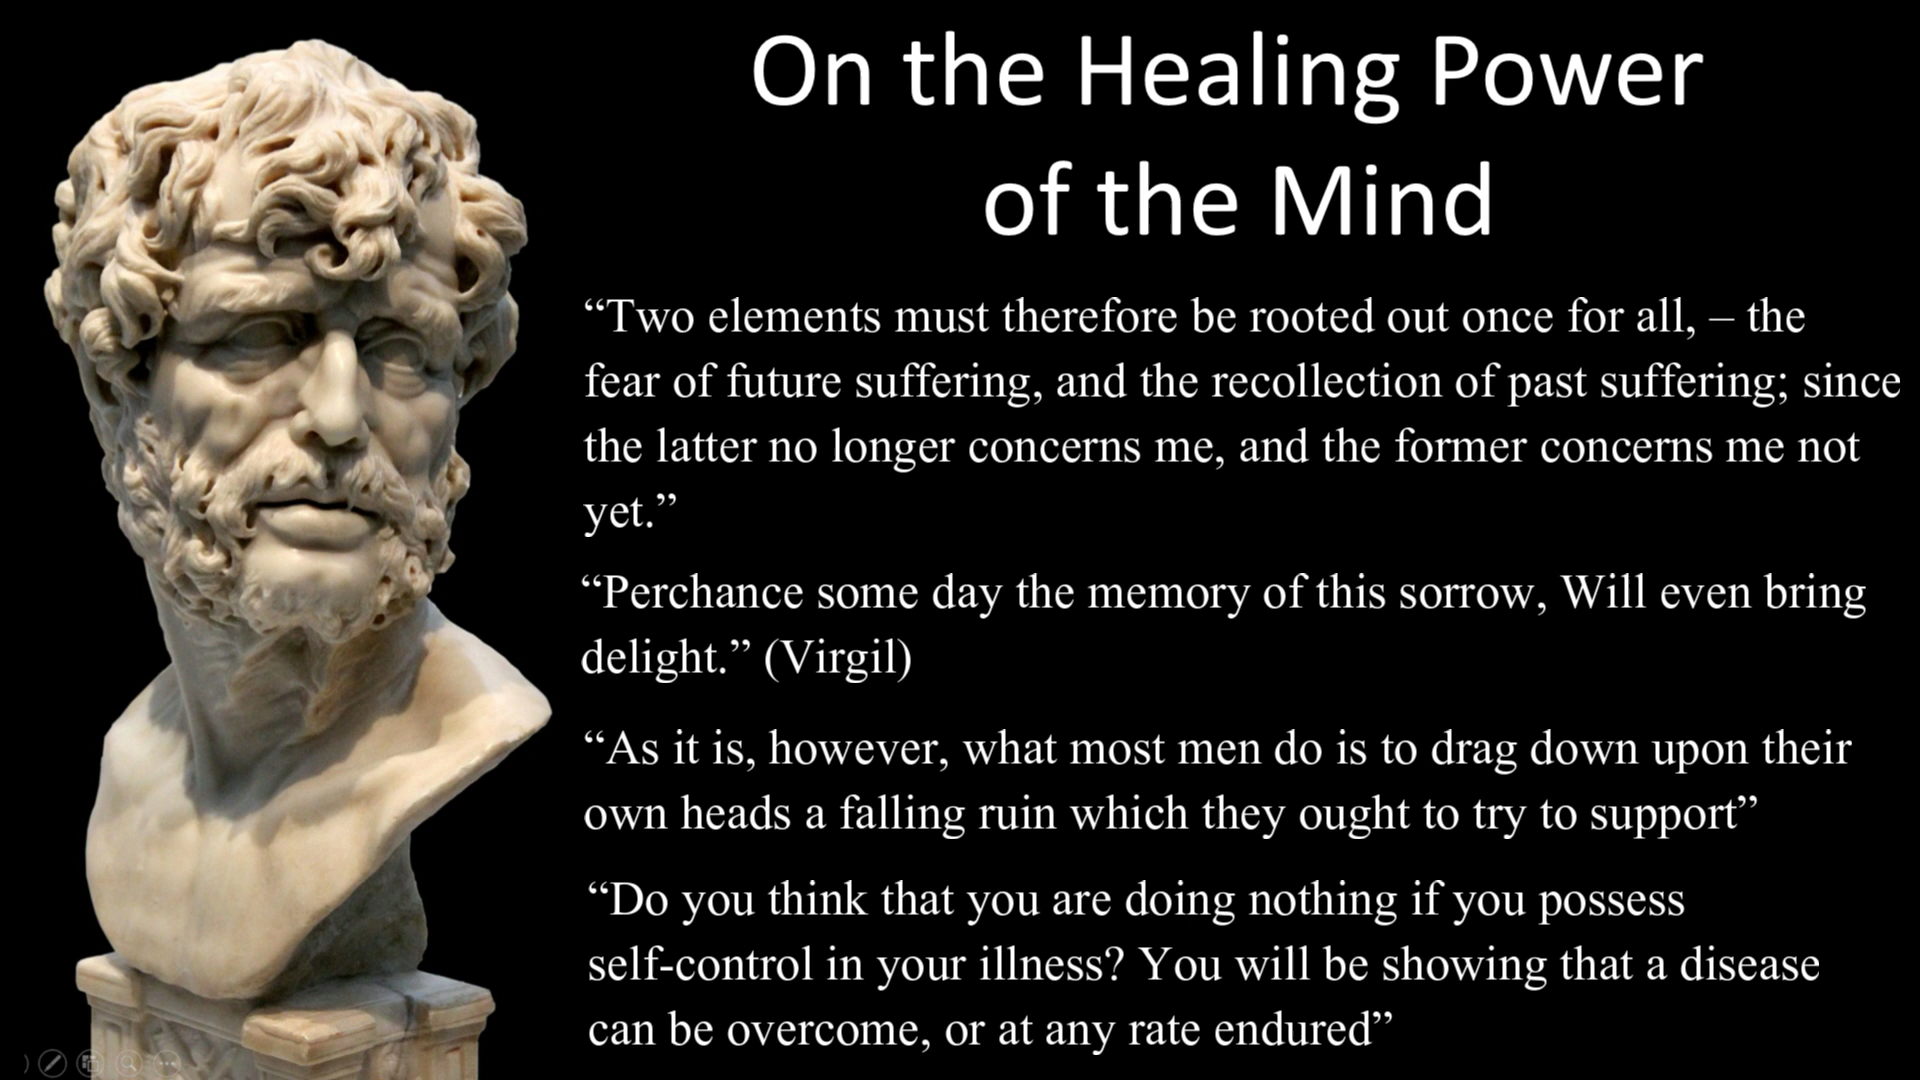 On the Healing Power
of the Mind
“Two elements must therefore be rooted out once for all, – the
fear of future suffering, and the recollection of past suffering; since
the latter no longer concerns me, and the former concerns me not
yet.”
“Perchance some day the memory of this sorrow, Will even bring
delight.” (Virgil)
“As it is, however, what most men do is to drag down upon their
own heads a falling ruin which they ought to try to support”
“Do you think that you are doing nothing if you possess
self-control in your illness? You will be showing that a disease
can be overcome, or at any rate endured”